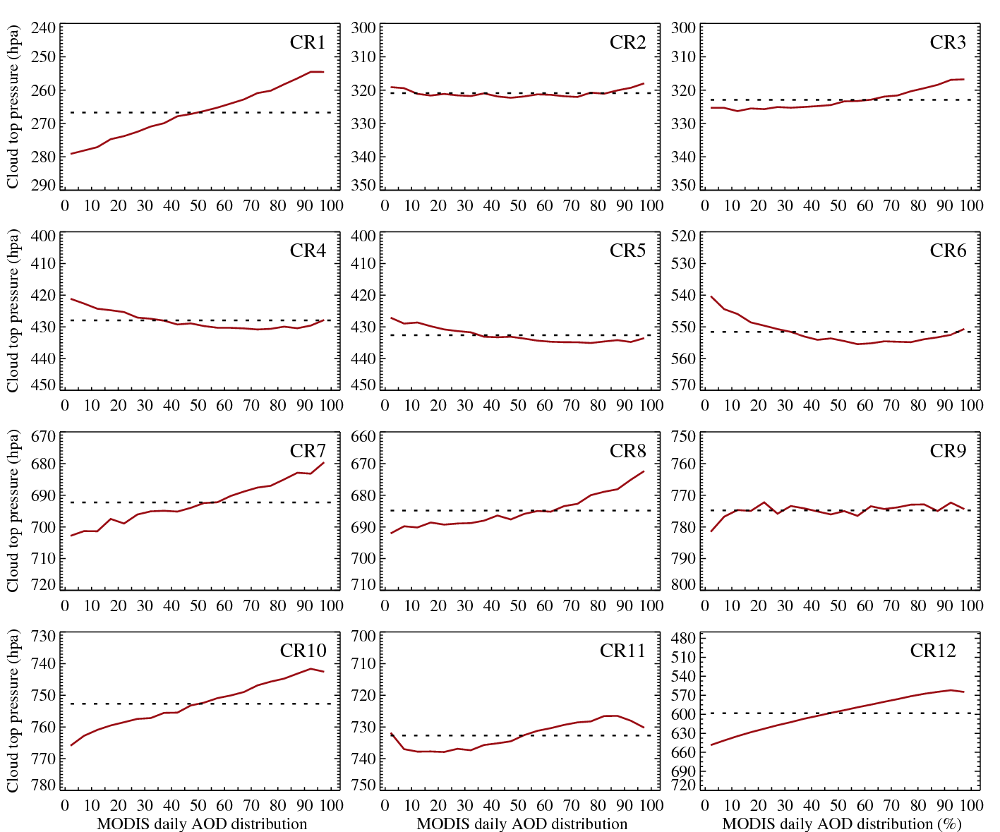 Cloud top pressure (hpa)
CR1
240
250
260
270
280
290
0 10 20 30 40 50 60 70 80 90 100
CR2
300
310
320
330
340
350
0 10 20 30 40 50 60 70 80 90 100
CR3
300
310
320
330
340
350
0 10 20 30 40 50 60 70 80 90 100
Cloud top pressure (hpa)
CR4
400
410
420
430
440
450
0 10 20 30 40 50 60 70 80 90 100
CR5
400
410
420
430
440
450
0 10 20 30 40 50 60 70 80 90 100
CR6
520
530
540
550
560
570
0 10 20 30 40 50 60 70 80 90 100
Cloud top pressure (hpa)
CR7
670
680
690
700
710
720
0 10 20 30 40 50 60 70 80 90 100
CR8
660
670
680
690
700
710
0 10 20 30 40 50 60 70 80 90 100
CR9
750
760
770
780
790
800
0 10 20 30 40 50 60 70 80 90 100
Cloud top pressure (hpa)
CR10
730
740
750
760
770
780
0 10 20 30 40 50 60 70 80 90 100
MODIS daily AOD distribution
CR11
700
710
720
730
740
750
0 10 20 30 40 50 60 70 80 90 100
MODIS daily AOD distribution
CR12
480
510
540
570
600
630
660
690
720
0 10 20 30 40 50 60 70 80 90 100
MODIS daily AOD distribution (%)